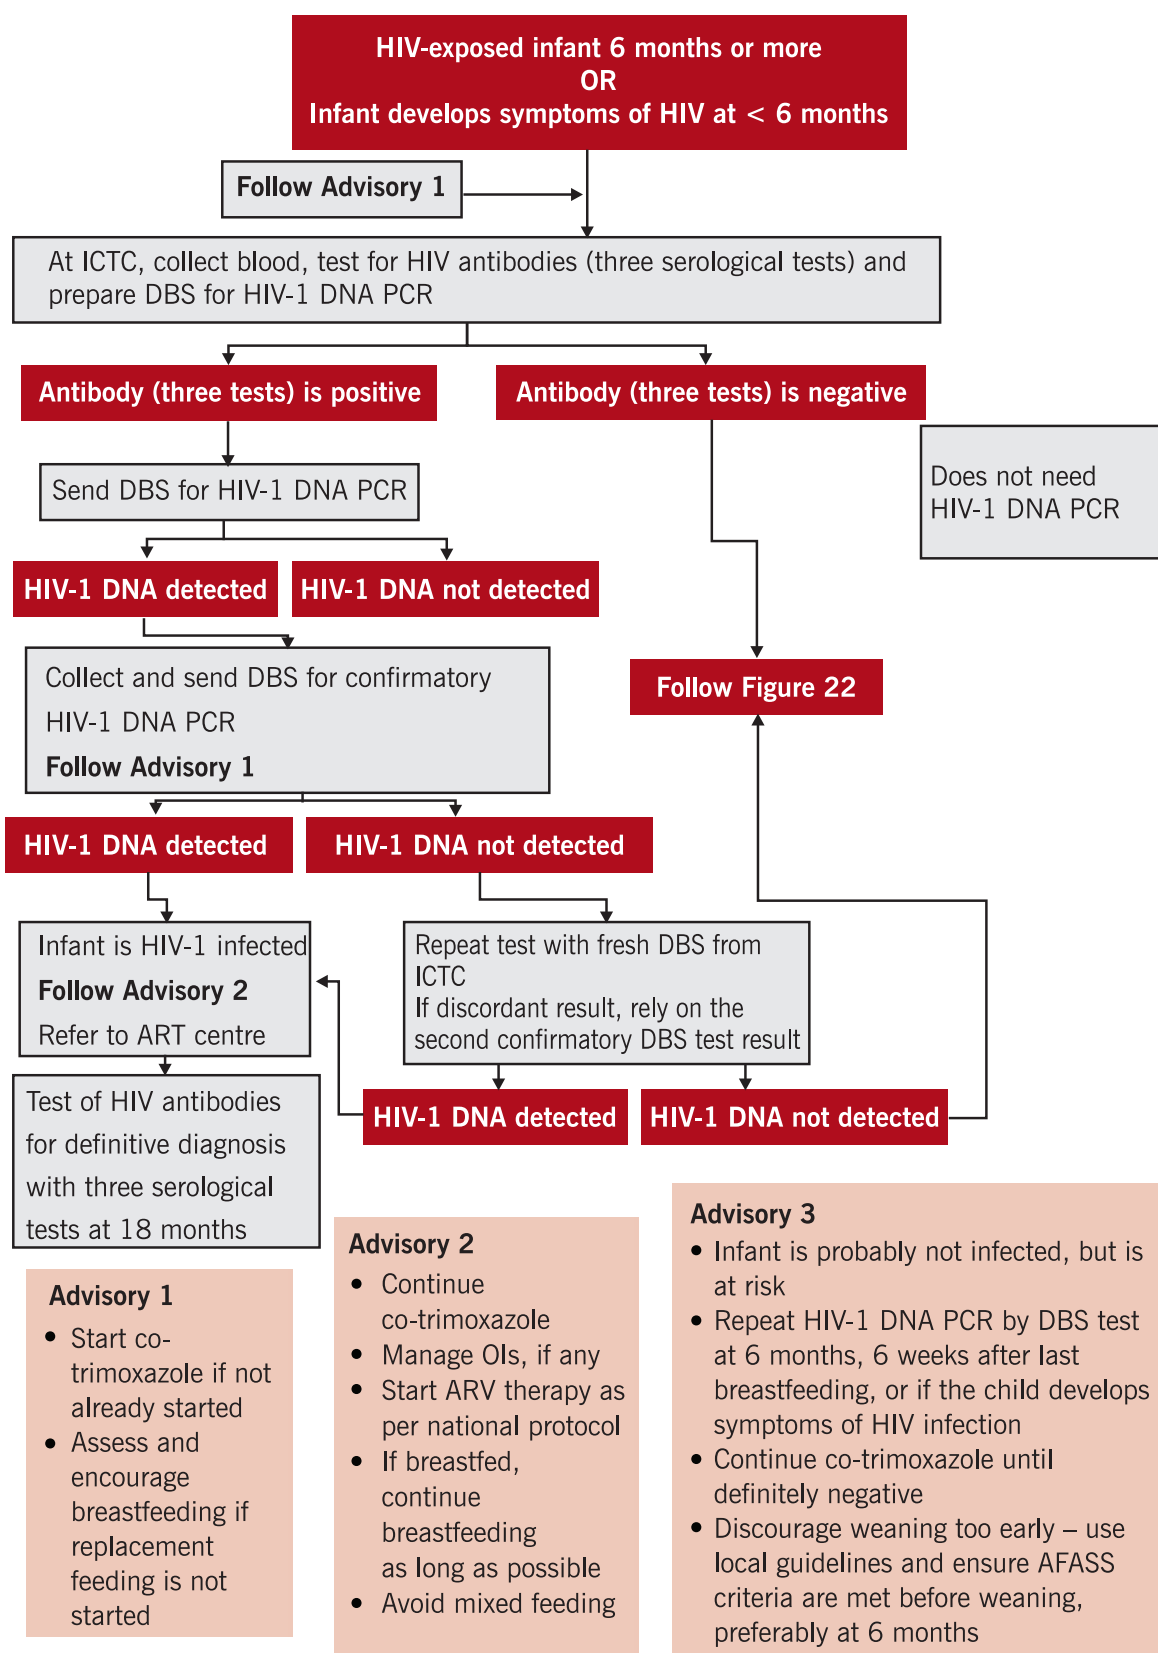 HIV-exposed infant 6 months or more
OR
Infant develops symptoms of HIV at < 6 months
Follow Advisory 1
At ICTC, collect blood, test for HIV antibodies (three serological tests) and
prepare DBS for HIV-1 DNA PCR
Antibody (three tests) is positive
Antibody (three tests) is negative
Send DBS for HIV-1 DNA PCR
Does not need
HIV-1 DNA PCR
HIV-1 DNA detected
HIV-1 DNA not detected
Collect and send DBS for confirmatory
HIV-1 DNA PCR
Follow Advisory 1
Follow Figure 22
HIV-1 DNA detected
HIV-1 DNA not detected
Infant is HIV-1 infected
Follow Advisory 2
Refer to ART centre
Repeat test with fresh DBS from
ICTC
If discordant result, rely on the
second confirmatory DBS test result
Test of HIV antibodies
for definitive diagnosis
with three serological
tests at 18 months
HIV-1 DNA detected
HIV-1 DNA not detected
Advisory 1
• Start co-
trimoxazole if not
already started
• Assess and
encourage
breastfeeding if
replacement
feeding is not
started
Advisory 2
• Continue
co-trimoxazole
• Manage OIs, if any
• Start ARV therapy as
per national protocol
• If breastfed,
continue
breastfeeding
as long as possible
• Avoid mixed feeding
Advisory 3
• Infant is probably not infected, but is
at risk
• Repeat HIV-1 DNA PCR by DBS test
at 6 months, 6 weeks after last
breastfeeding, or if the child develops
symptoms of HIV infection
• Continue co-trimoxazole until
definitely negative
• Discourage weaning too early – use
local guidelines and ensure AFASS
criteria are met before weaning,
preferably at 6 months